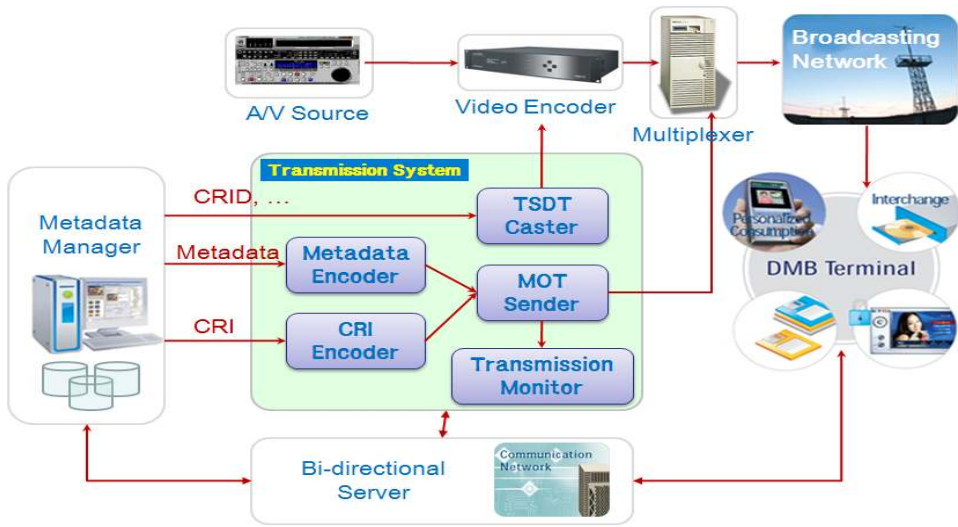 Broadcasting
Network
A/V Source
Video Encoder
Multiplexer
Transmission System
CRID, ...
TSDT
Caster
Metadata
Manager
Metadata
Metadata
Encoder
MOT
Sender
CRI
CRI
Encoder
Transmission
Monitor
Personalized
Consumption
Interchange
DMB Terminal
Bi-directional
Server
Communication
Network